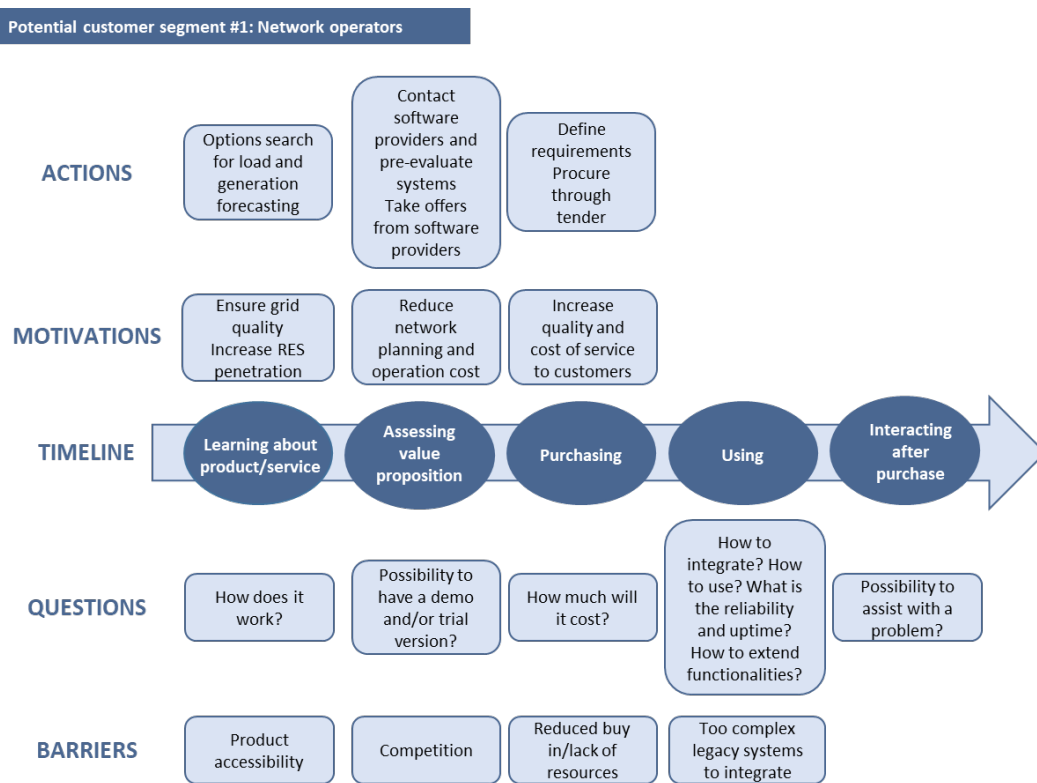 Potential customer segment #1: Network operators
ACTIONS
Options search
for load and
generation
forecasting
Contact
software
providers and
pre-evaluate
systems
Take offers
from software
providers
Define
requirements
Procure
through
tender
MOTIVATIONS
Ensure grid
quality
Increase RES
penetration
Reduce
network
planning and
operation cost
Increase
quality and
cost of service
to customers
TIMELINE
Learning about
product/service
Assessing
value
proposition
Purchasing
Using
Interacting
after
purchase
QUESTIONS
How does it
work?
Possibility to
have a demo
and/or trial
version?
How much will
it cost?
How to
integrate? How
to use? What is
the reliability
and uptime?
How to extend
functionalities?
Possibility to
assist with a
problem?
BARRIERS
Product
accessibility
Competition
Reduced buy
in/lack of
resources
Too complex
legacy systems
to integrate